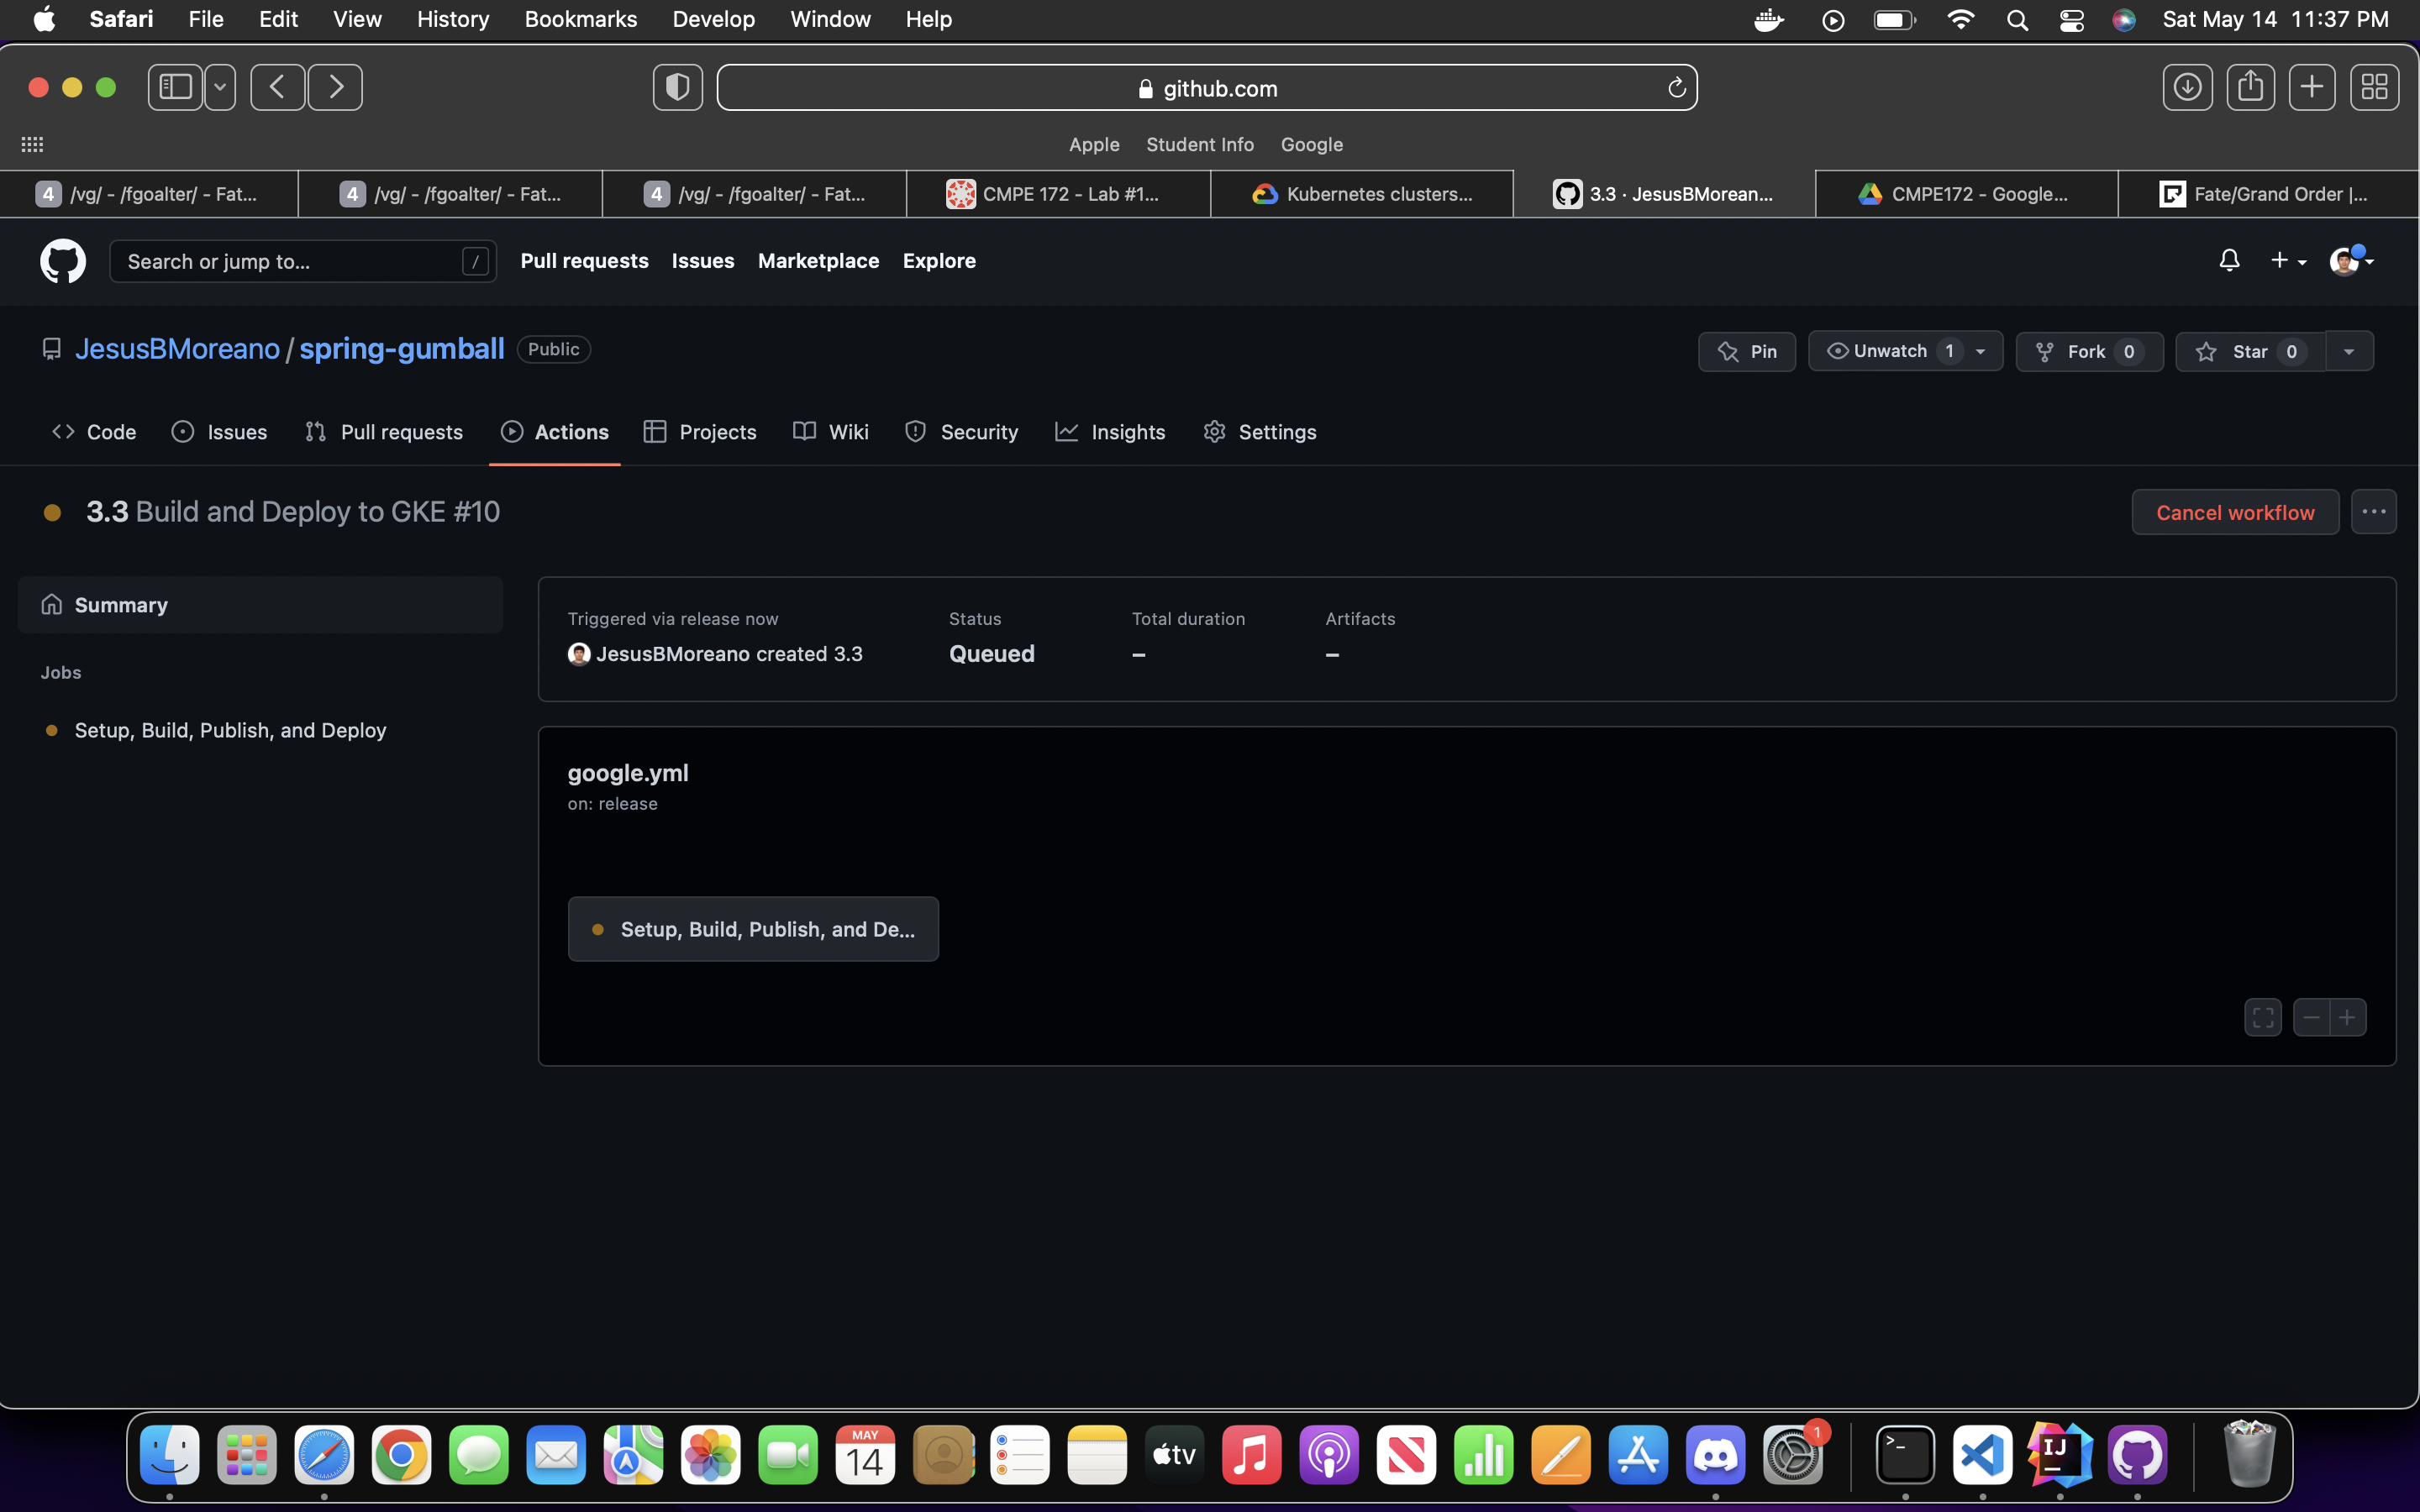 Safari File Edit View History Bookmarks Develop Window Help Sat May 14 11:37 PM
github.com
Apple Student Info Google
4 /vg/ - /fgoalter/ - Fat... 4 /vg/ - /fgoalter/ - Fat... 4 /vg/ - /fgoalter/ - Fat... CMPE 172 - Lab #1... Kubernetes clusters... 3.3 · JesusBMorean... CMPE172 - Google... Fate/Grand Order |...
Search or jump to... / Pull requests Issues Marketplace Explore
JesusBMoreano / spring-gumball Public Pin Unwatch 1 Fork 0 Star 0
Code Issues Pull requests Actions Projects Wiki Security Insights Settings
3.3 Build and Deploy to GKE #10 Cancel workflow
Summary
Jobs
Setup, Build, Publish, and Deploy
Triggered via release now Status Total duration Artifacts
JesusBMoreano created 3.3 Queued – –
google.yml
on: release
Setup, Build, Publish, and De...
MAY
14
tv
1
>_
IJ